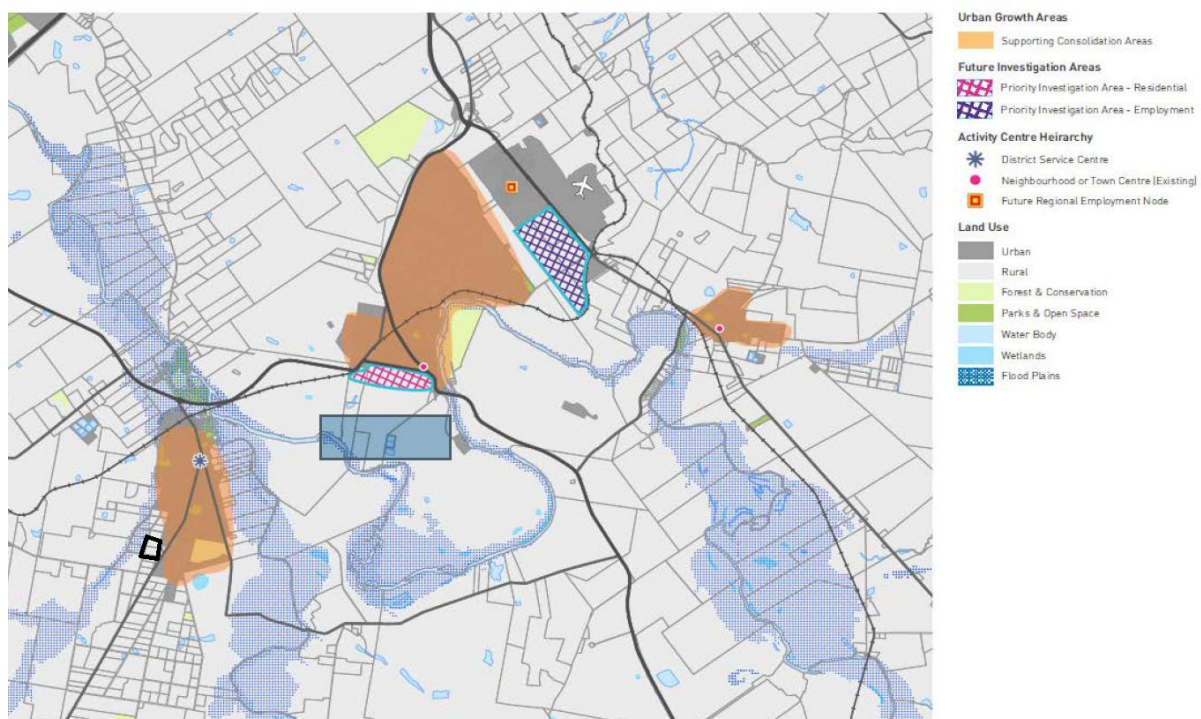 Urban Growth Areas
Supporting Consolidation Areas
Future Investigation Areas
Priority Investigation Area - Residential
Priority Investigation Area - Employment
Activity Centre Heirarchy
District Service Centre
Neighbourhood or Town Centre (Existing)
Future Regional Employment Node
Land Use
Urban
Rural
Forest & Conservation
Parks & Open Space
Water Body
Wetlands
Flood Plains